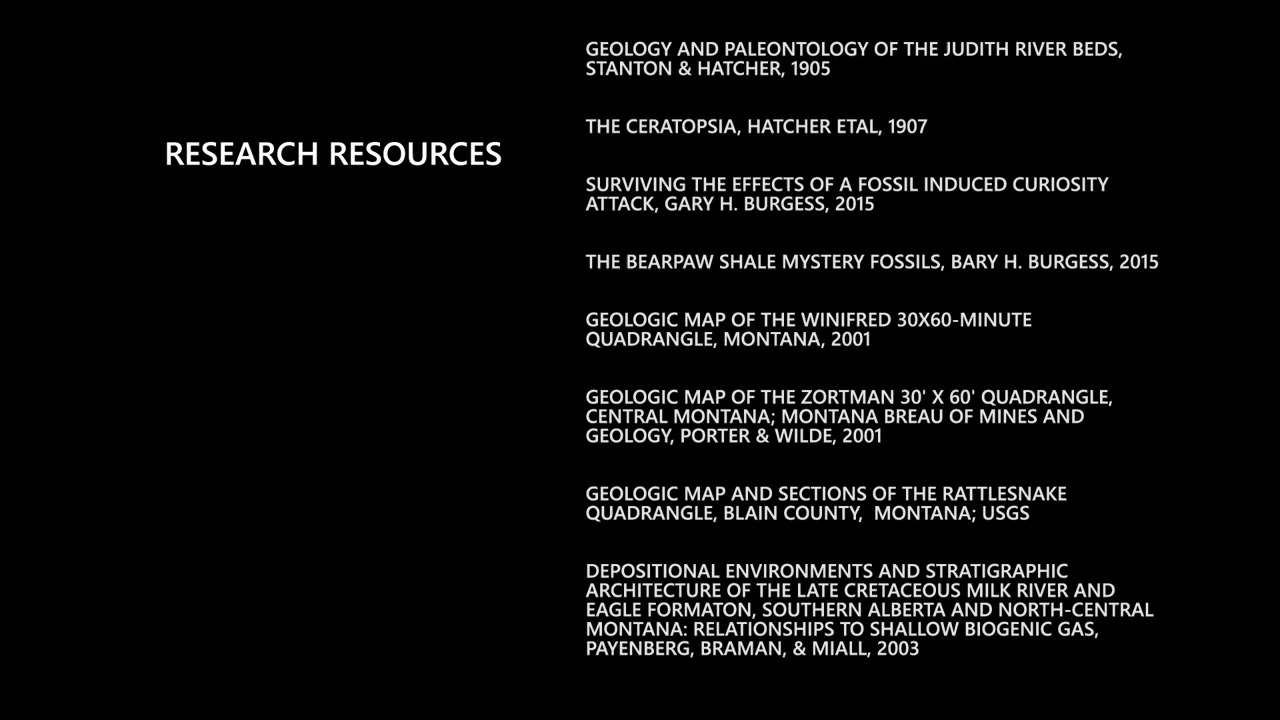 RESEARCH RESOURCES
GEOLOGY AND PALEONTOLOGY OF THE JUDITH RIVER BEDS,
STANTON & HATCHER, 1905
THE CERATOPSIA, HATCHER ETAL, 1907
SURVIVING THE EFFECTS OF A FOSSIL INDUCED CURIOSITY
ATTACK, GARY H. BURGESS, 2015
THE BEARPAW SHALE MYSTERY FOSSILS, BARY H. BURGESS, 2015
GEOLOGIC MAP OF THE WINIFRED 30X60-MINUTE
QUADRANGLE, MONTANA, 2001
GEOLOGIC MAP OF THE ZORTMAN 30' X 60' QUADRANGLE,
CENTRAL MONTANA; MONTANA BREAU OF MINES AND
GEOLOGY, PORTER & WILDE, 2001
GEOLOGIC MAP AND SECTIONS OF THE RATTLESNAKE
QUADRANGLE, BLAIN COUNTY,  MONTANA; USGS
DEPOSITIONAL ENVIRONMENTS AND STRATIGRAPHIC
ARCHITECTURE OF THE LATE CRETACEOUS MILK RIVER AND
EAGLE FORMATON, SOUTHERN ALBERTA AND NORTH-CENTRAL
MONTANA: RELATIONSHIPS TO SHALLOW BIOGENIC GAS,
PAYENBERG, BRAMAN, & MIALL, 2003